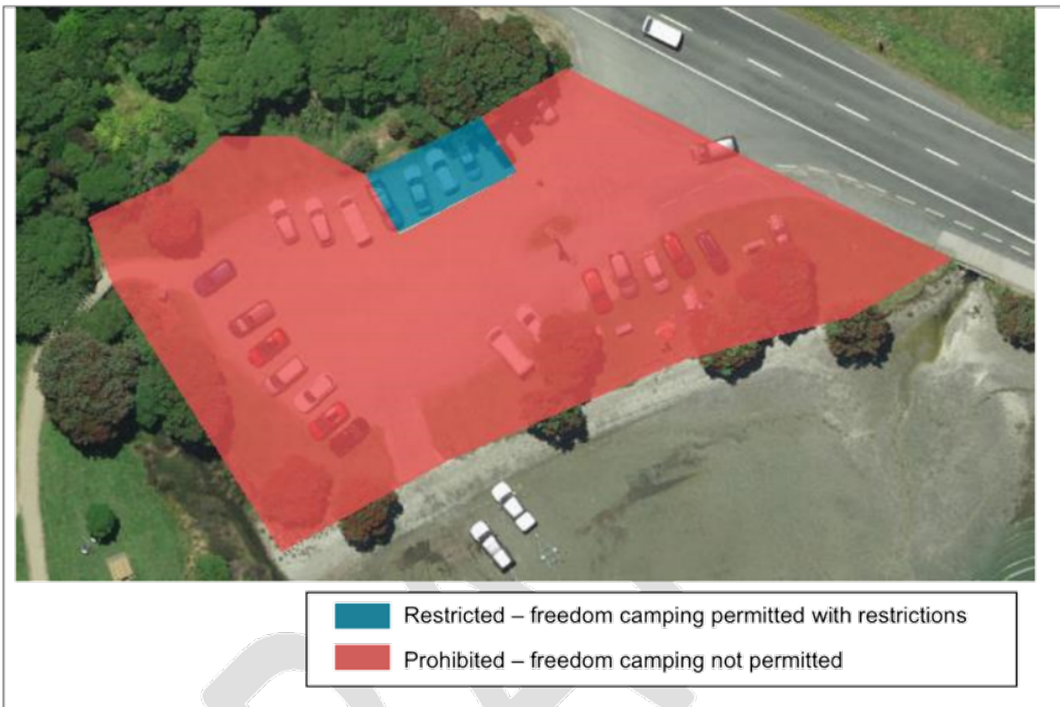 Restricted – freedom camping permitted with restrictions
Prohibited – freedom camping not permitted